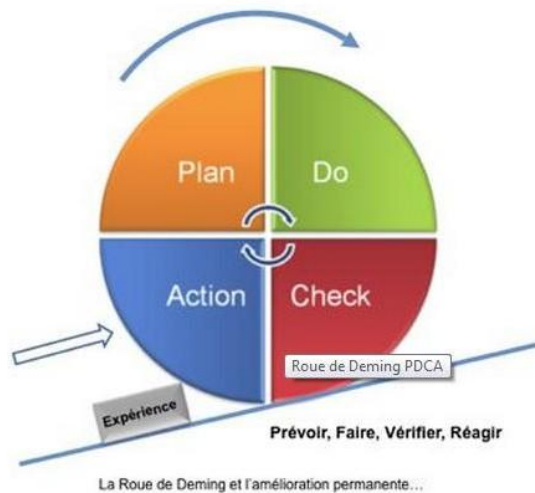 Plan
Do
Action
Check
Roue de Deming PDCA
Expérience
Prévoir, Faire, Vérifier, Réagir
La Roue de Deming et l'amélioration permanente...